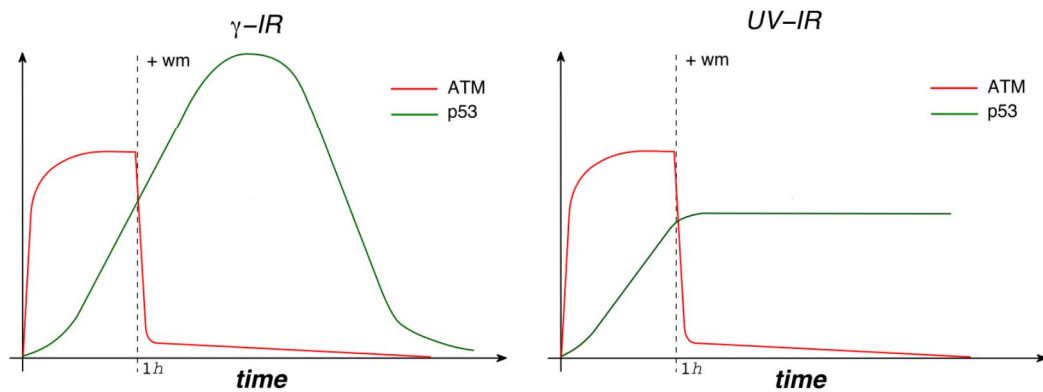 γ−IR
+ wm
ATM
p53
1h
time
UV−IR
+ wm
ATM
p53
1h
time